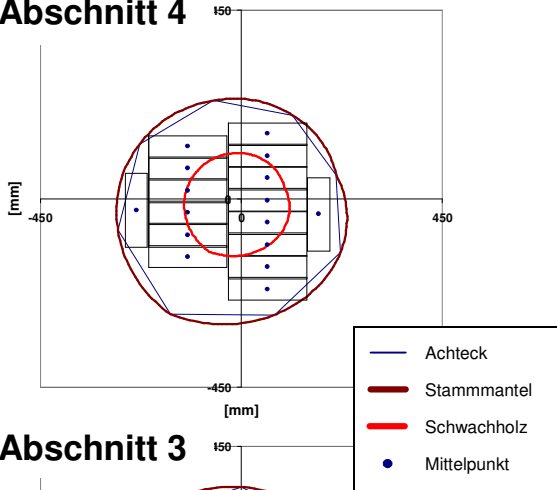 Abschnitt 4
450
[mm]
-450
0
0
450
-450
[mm]
Achteck
Stammmantel
Schwachholz
Mittelpunkt
Abschnitt 3
450